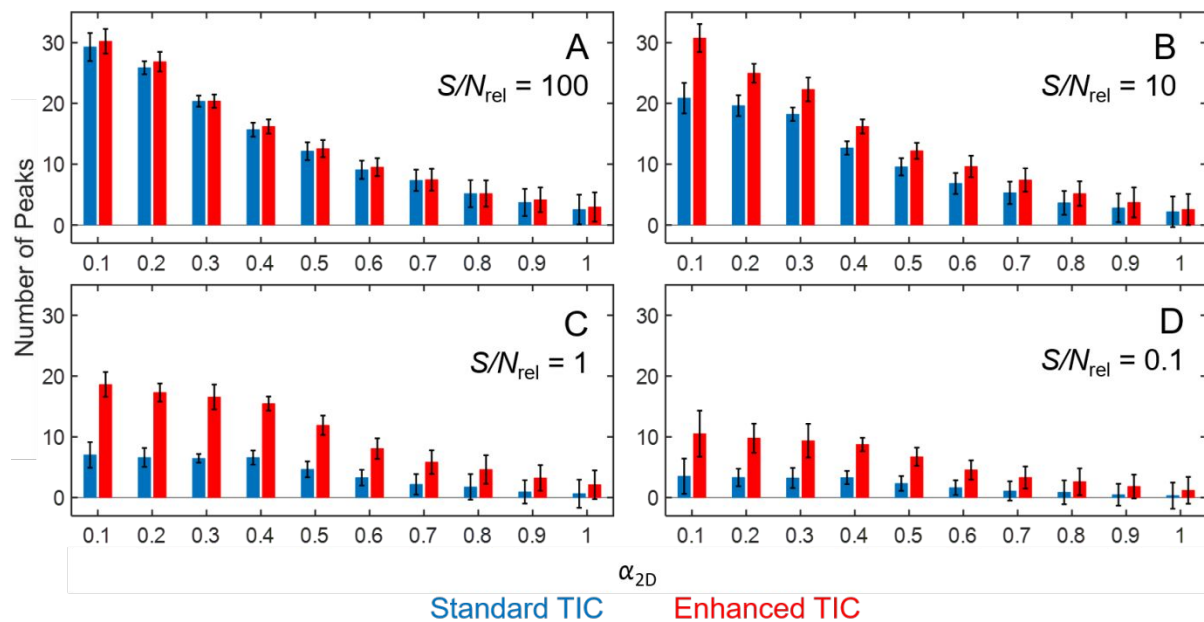 Number of Peaks
30
20
10
0
A
S/Nrel = 100
0.1 0.2 0.3 0.4 0.5 0.6 0.7 0.8 0.9 1
30
20
10
0
B
S/Nrel = 10
0.1 0.2 0.3 0.4 0.5 0.6 0.7 0.8 0.9 1
30
20
10
0
C
S/Nrel = 1
0.1 0.2 0.3 0.4 0.5 0.6 0.7 0.8 0.9 1
30
20
10
0
D
S/Nrel = 0.1
0.1 0.2 0.3 0.4 0.5 0.6 0.7 0.8 0.9 1
α2D
Standard TIC Enhanced TIC